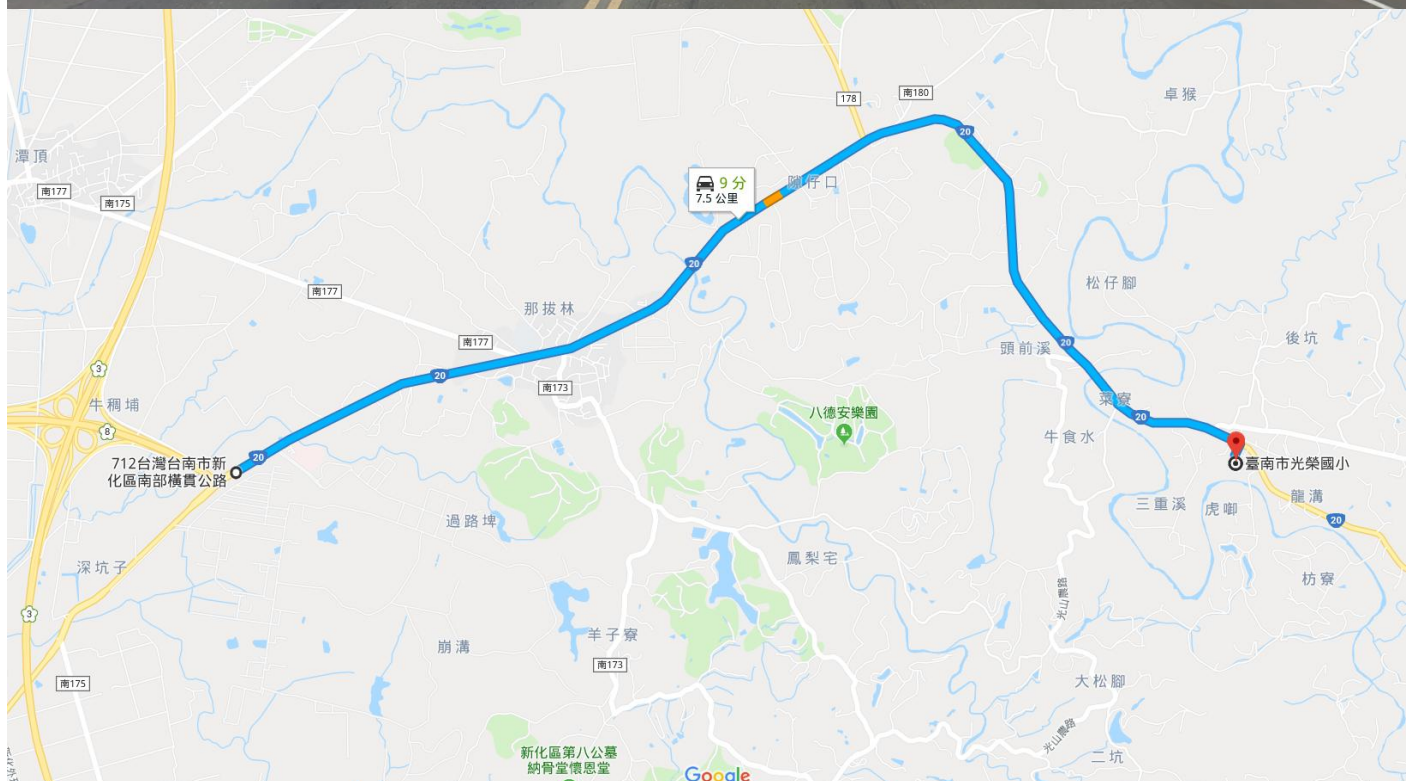 178
南180
卓猴
20
潭頂
南177
南175
9 分
7.5 公里
隙仔口
20
南177
那拔林
松仔腳
後坑
20
頭前溪
南177
3
20
南173
牛稠埔
八德安樂園
菜寮
20
8
牛食水
20
712台灣台南市新
化區南部橫貫公路
臺南市光榮國小
三重溪
虎啣
龍溝
20
過路埤
鳳梨宅
深坑子
枋寮
3
光山農路
羊子寮
崩溝
南173
南175
大松腳
光山農路
新化區第八公墓
納骨堂懷恩堂
二坑
Google